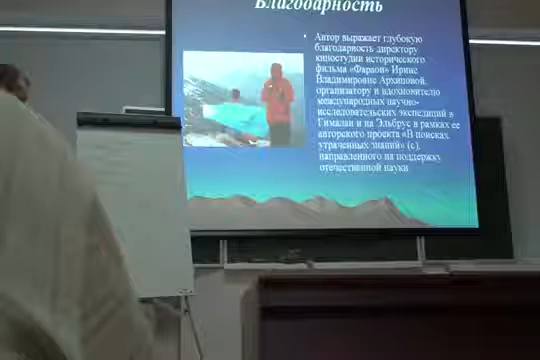 Благодарность
• Автор выражает глубокую
благодарность директору
киностудии исторического
фильма «Фараон» Ирине
Владимировне Архиповой,
организатору и вдохновителю
международных научно-
исследовательских экспедиций в
Гималаи и на Эльбрус в рамках ее
авторского проекта «В поисках
утраченных знаний» (с),
направленного на поддержку
отечественной науки